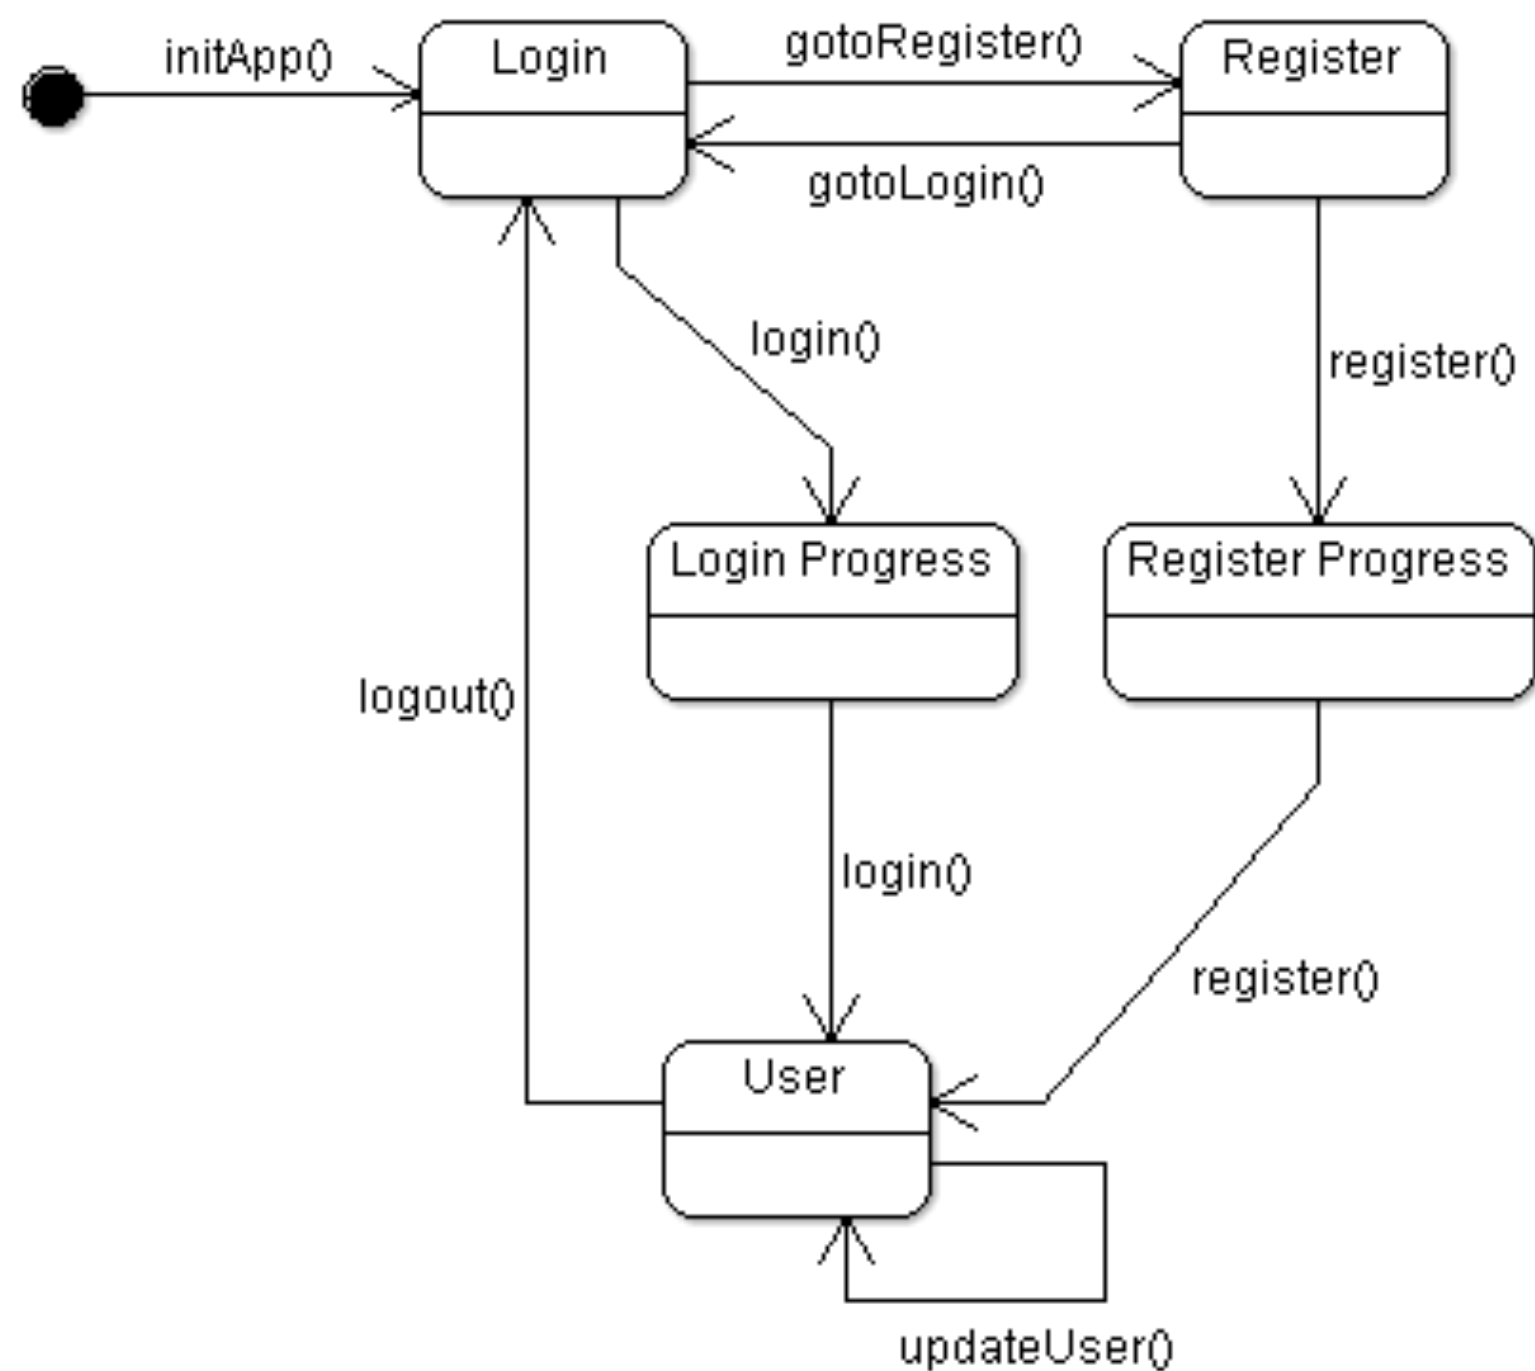 initApp()
Login
gotoRegister()
Register
gotoLogin()
login()
register()
Login Progress
Register Progress
logout()
login()
register()
User
updateUser()